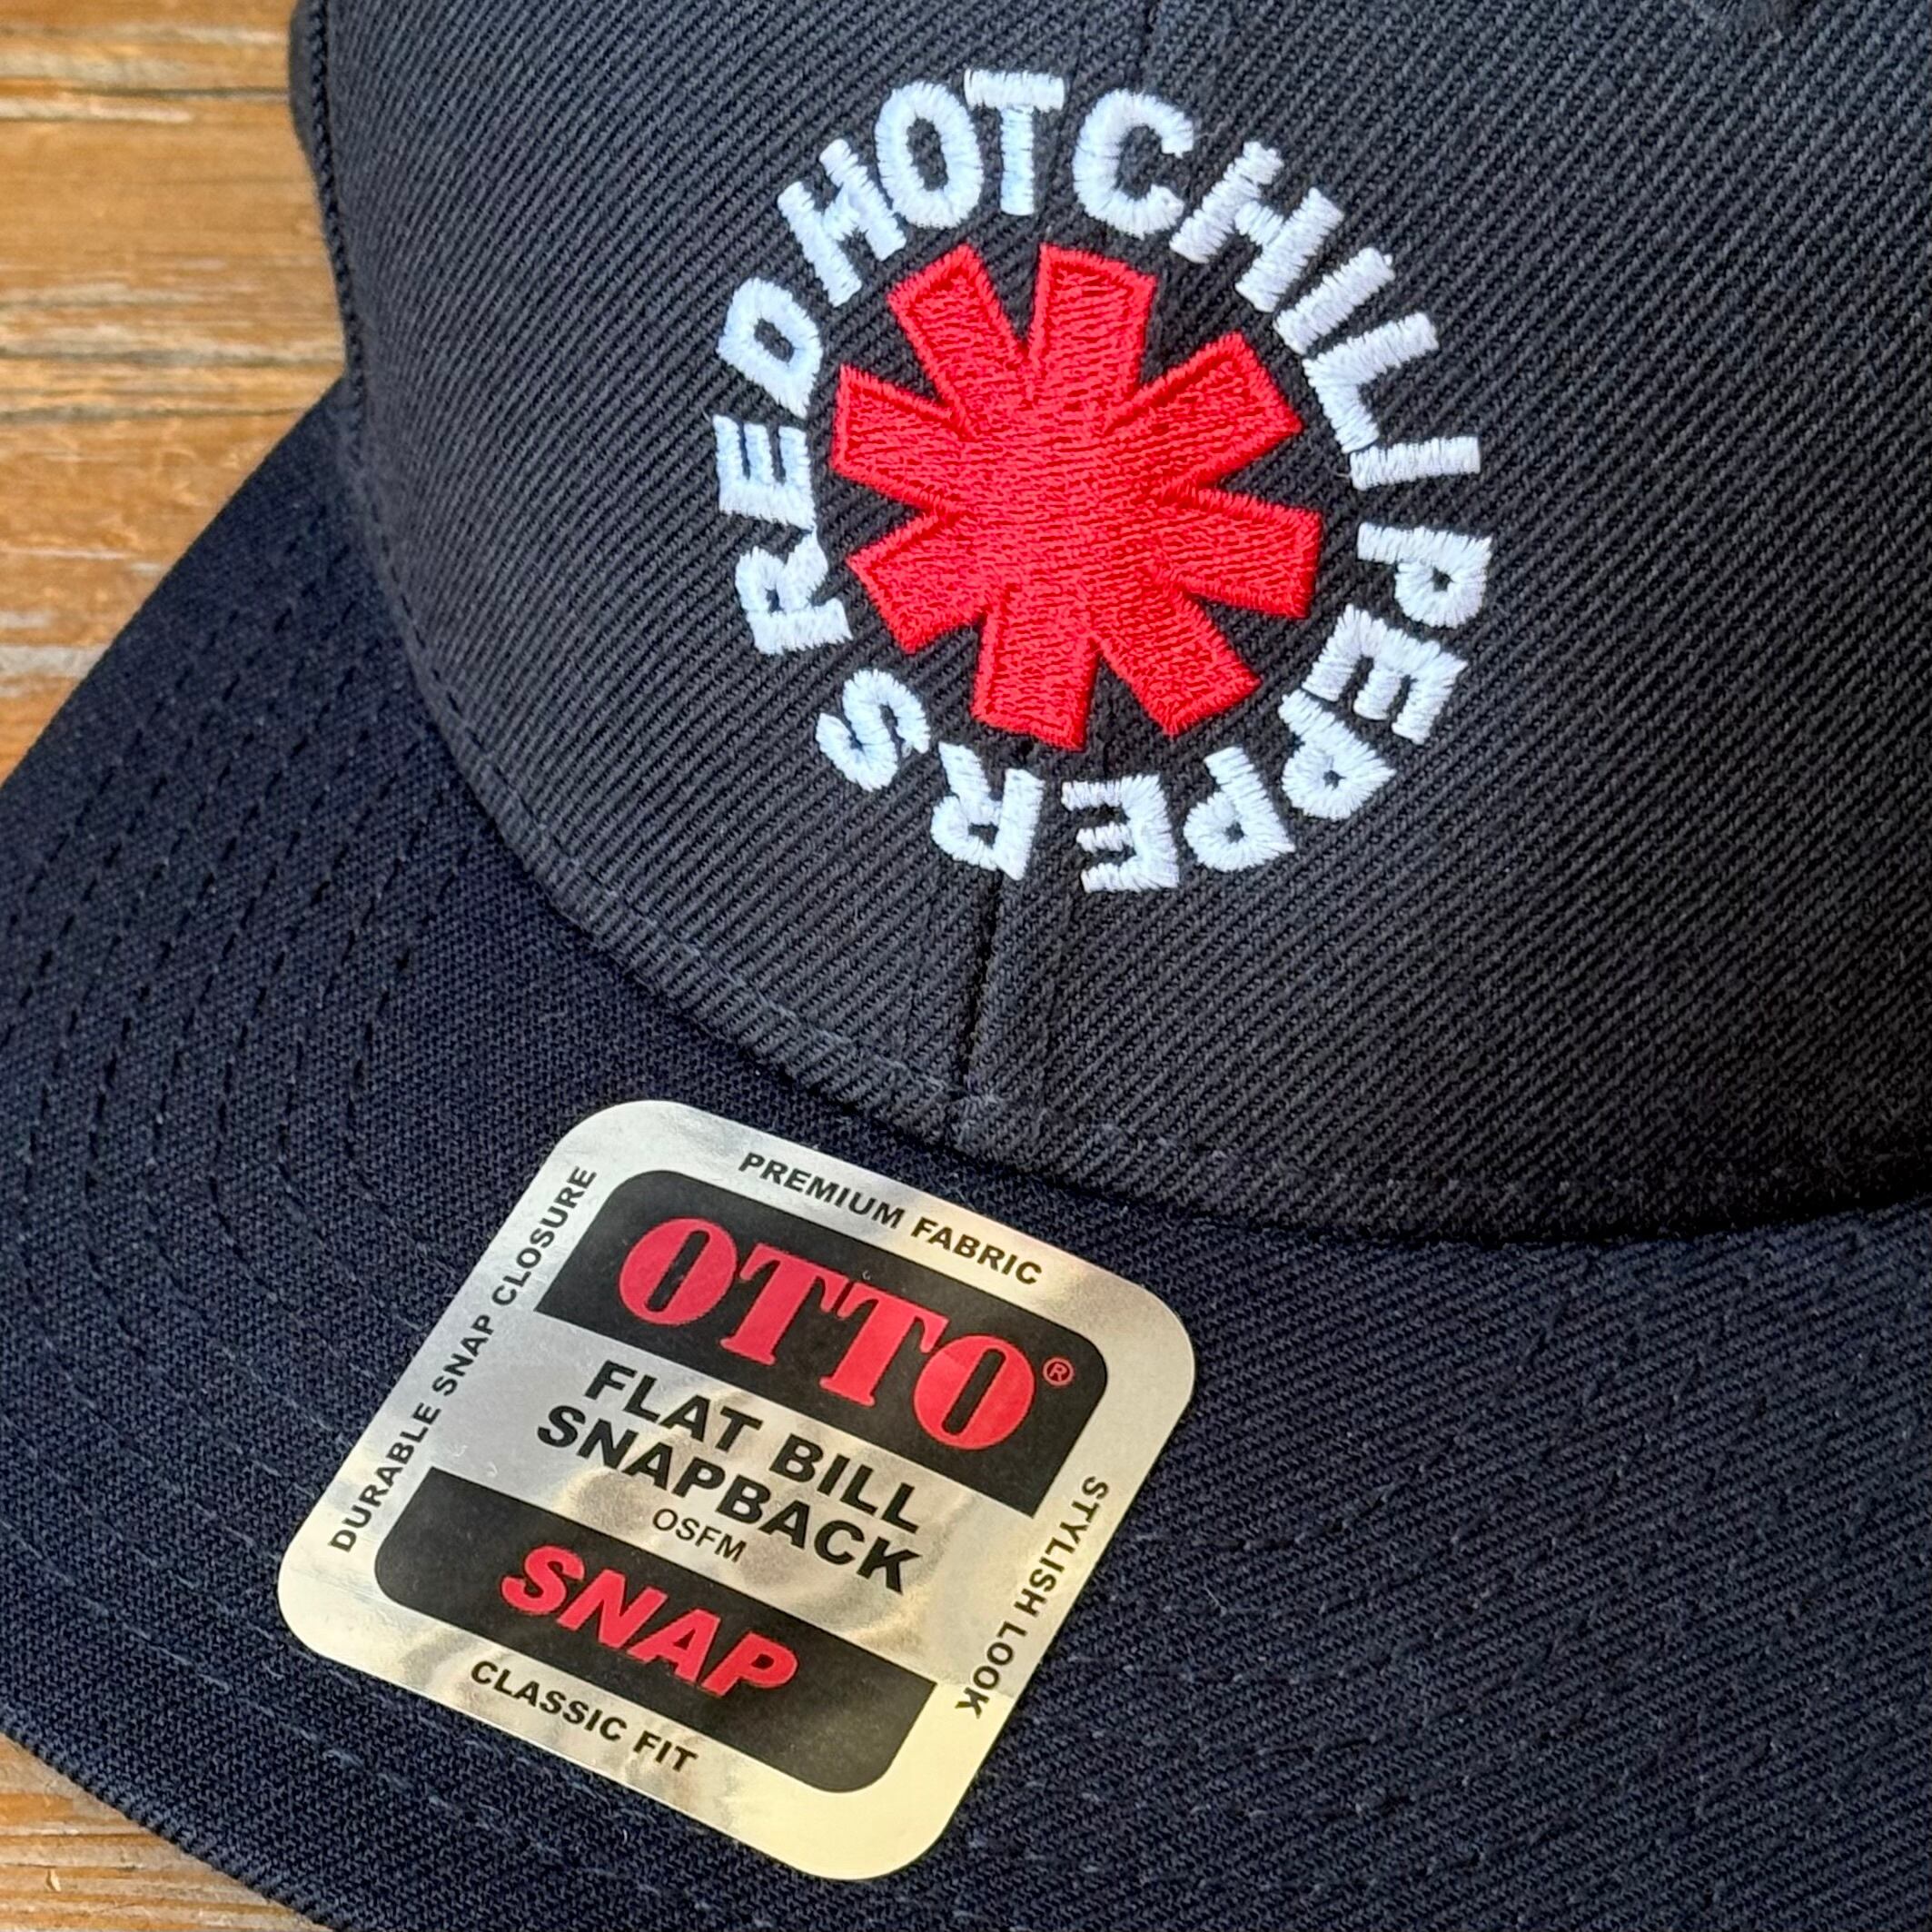 RED HOT CHILI PEPPERS
PREMIUM FABRIC
DURABLE SNAP CLOSURE
OTTO®
FLAT BILL
SNAPBACK
OSFM
SNAP
STYLISH LOOK
CLASSIC FIT